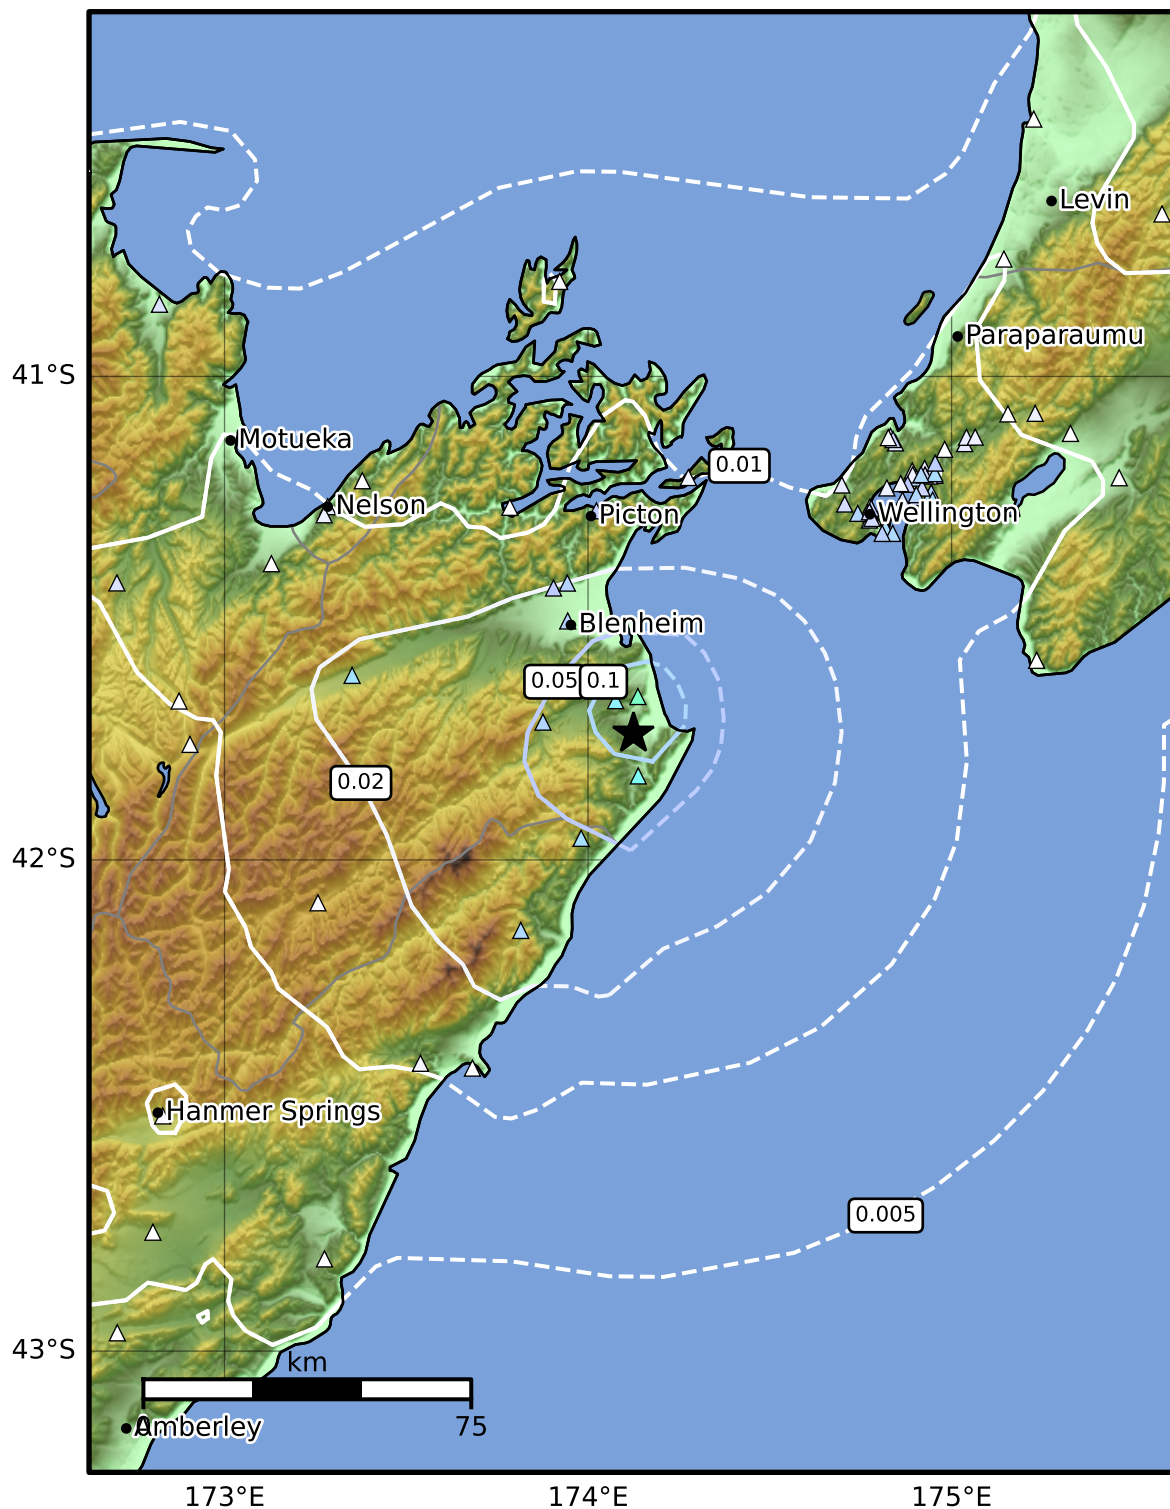 Levin
Paraparaumu
41°S
Motueka
0.01
Nelson
Picton
Wellington
Blenheim
0.05
0.1
0.02
42°S
Hanmer Springs
0.005
43°S
km
0
75
Amberley
173°E
174°E
175°E